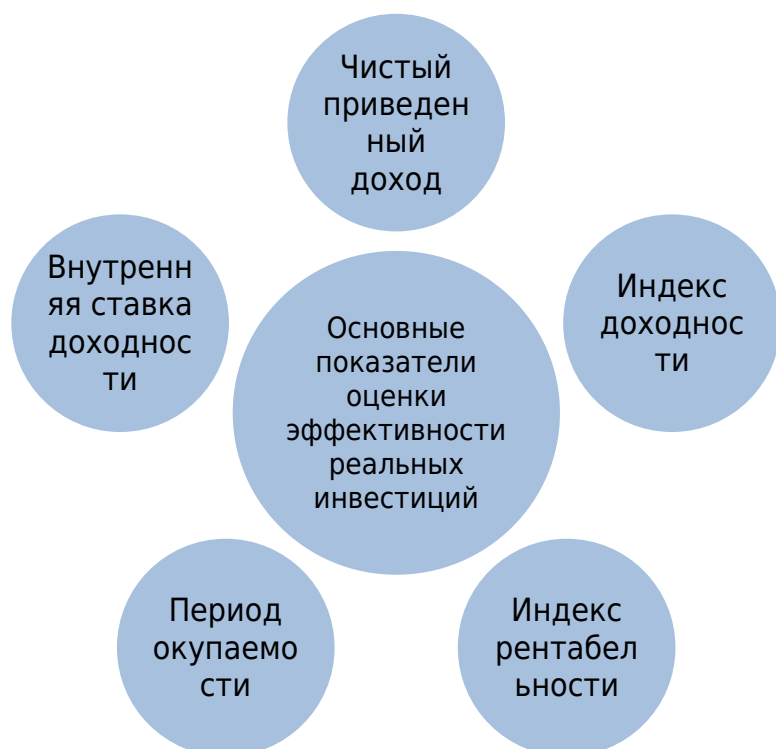 Чистый
приведен
ный
доход
Внутренн
яя ставка
доходнос
ти
Индекс
доходнос
ти
Основные
показатели
оценки
эффективности
реальных
инвестиций
Период
окупаемо
сти
Индекс
рентабел
ьности